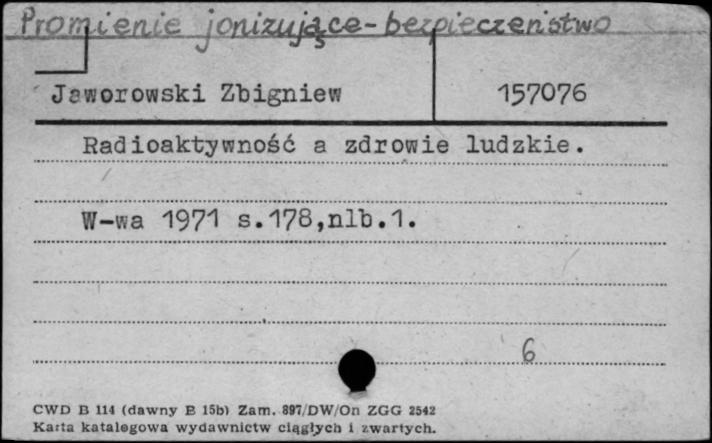 Promienie jonizujące - bezpieczeństwo
Jaworowski Zbigniew 157076
Radioaktywność a zdrowie ludzkie.
W-wa 1971 s.178,nlb.1.
6
CWD B 114 (dawny B 15b) Zam. 897/DW/On ZGG 2542
Karta katalogowa wydawnictw ciągłych i zwartych.